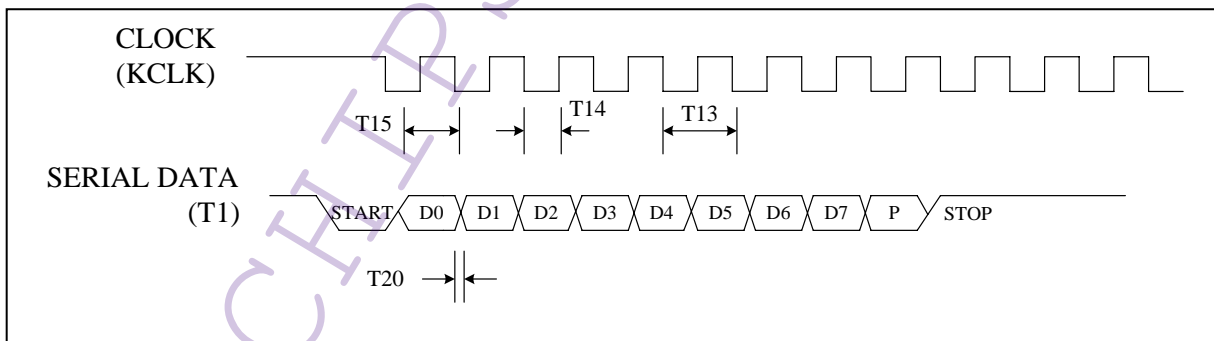 CLOCK
(KCLK)
T15
T14
T13
SERIAL DATA
(T1)
START D0 D1 D2 D3 D4 D5 D6 D7 P STOP
T20
CHIPS